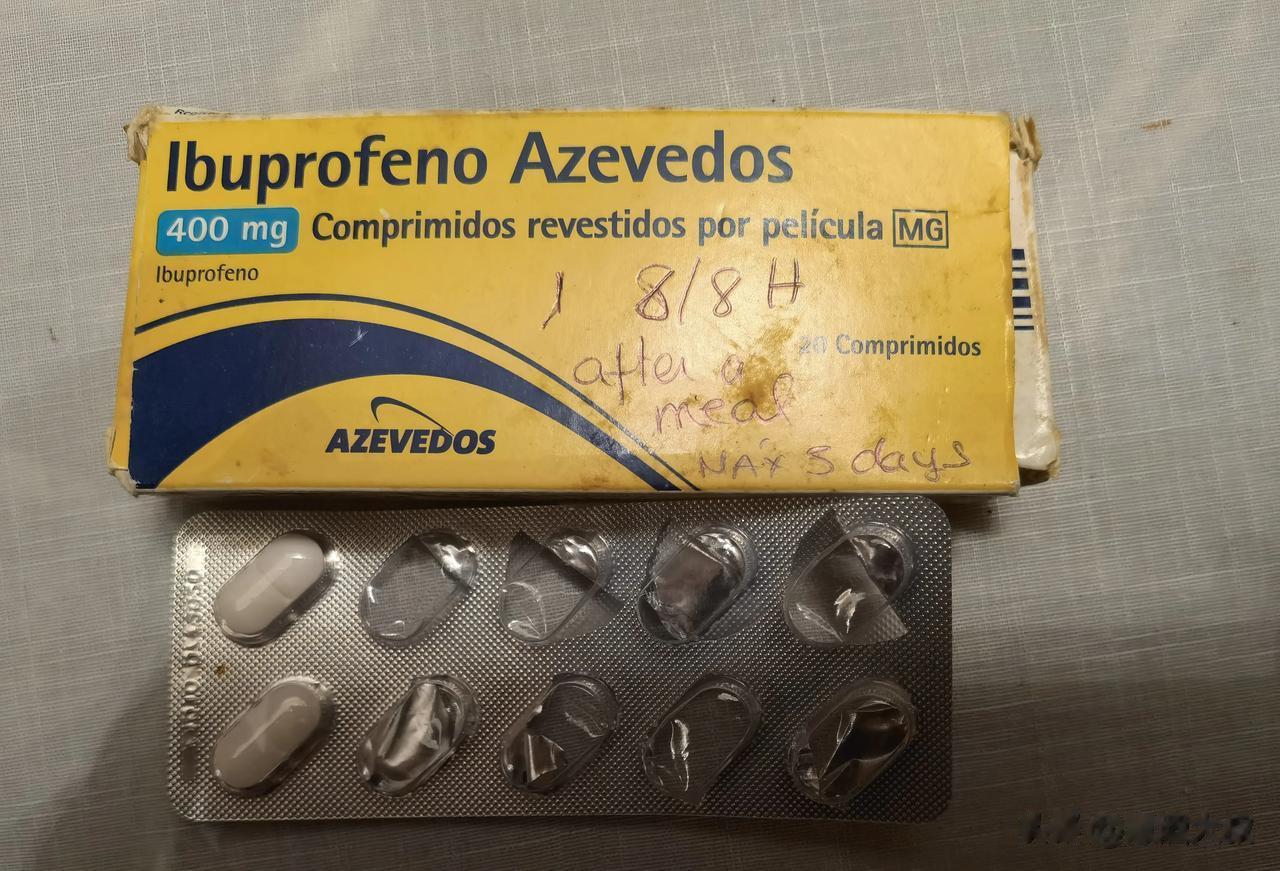 Ibuprofeno Azevedos
400 mg Comprimidos revestidos por película MG
Ibuprofeno
1 8/8 H
20 Comprimidos
after a
meal
AZEVEDOS
MAX 5 days